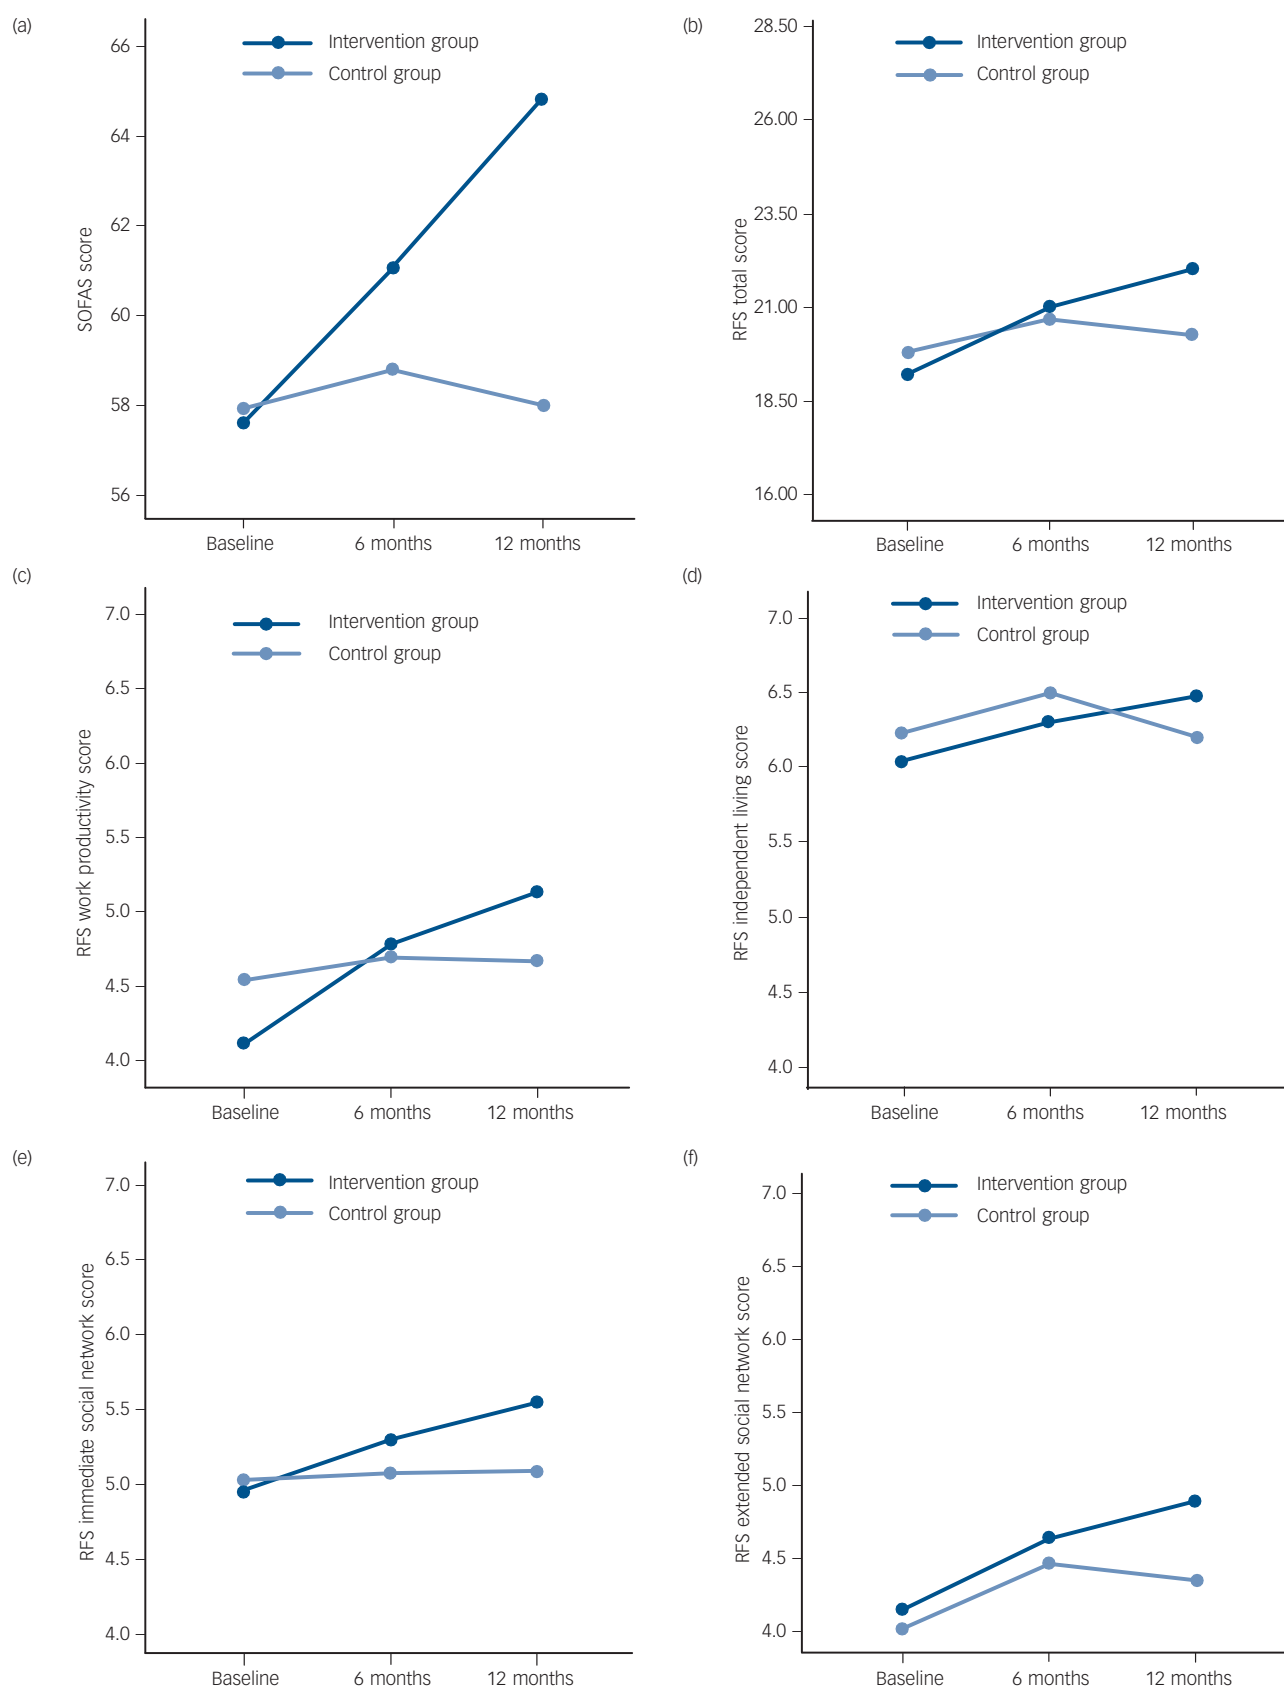 (a)
66
64
62
60
58
56
SOFAS score
Intervention group
Control group
Baseline 6 months 12 months
(b)
28.50
26.00
23.50
21.00
18.50
16.00
RFS total score
Intervention group
Control group
Baseline 6 months 12 months
(c)
7.0
6.5
6.0
5.5
5.0
4.5
4.0
RFS work productivity score
Intervention group
Control group
Baseline 6 months 12 months
(d)
7.0
6.5
6.0
5.5
5.0
4.5
4.0
RFS independent living score
Intervention group
Control group
Baseline 6 months 12 months
(e)
7.0
6.5
6.0
5.5
5.0
4.5
4.0
RFS immediate social network score
Intervention group
Control group
Baseline 6 months 12 months
(f)
7.0
6.5
6.0
5.5
5.0
4.5
4.0
RFS extended social network score
Intervention group
Control group
Baseline 6 months 12 months